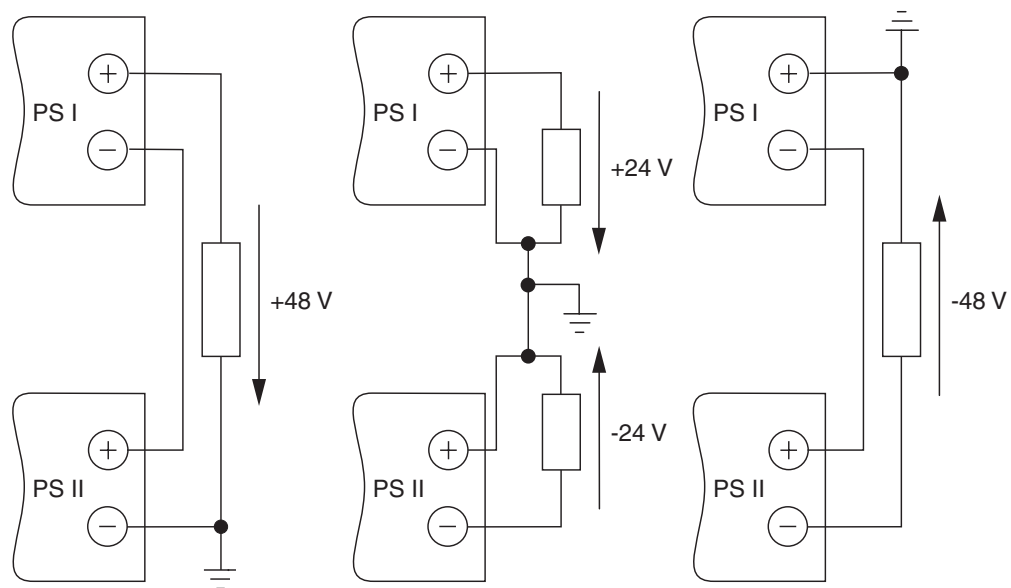 +
PS I
−
+48 V
+
PS II
−
+
PS I
−
+24 V
-24 V
+
PS II
−
+
PS I
−
-48 V
+
PS II
−